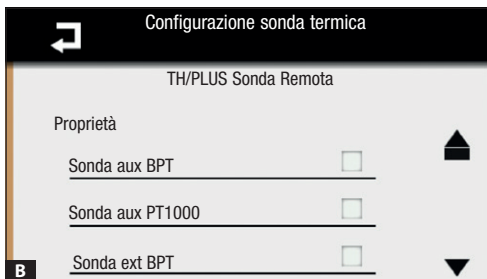 Configurazione sonda termica
TH/PLUS Sonda Remota
Proprietà
Sonda aux BPT
Sonda aux PT1000
Sonda ext BPT
B